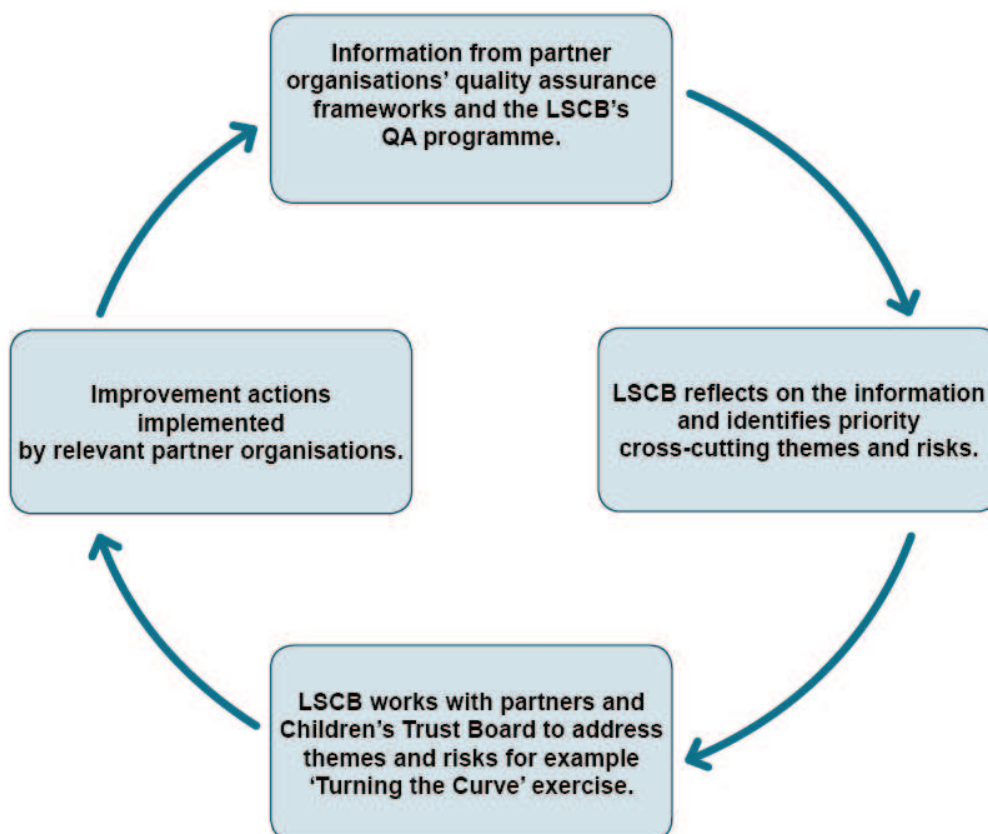 Information from partner
organisations’ quality assurance
frameworks and the LSCB’s
QA programme.
LSCB reflects on the information
and identifies priority
cross-cutting themes and risks.
LSCB works with partners and
Children’s Trust Board to address
themes and risks for example
‘Turning the Curve’ exercise.
Improvement actions
implemented
by relevant partner organisations.